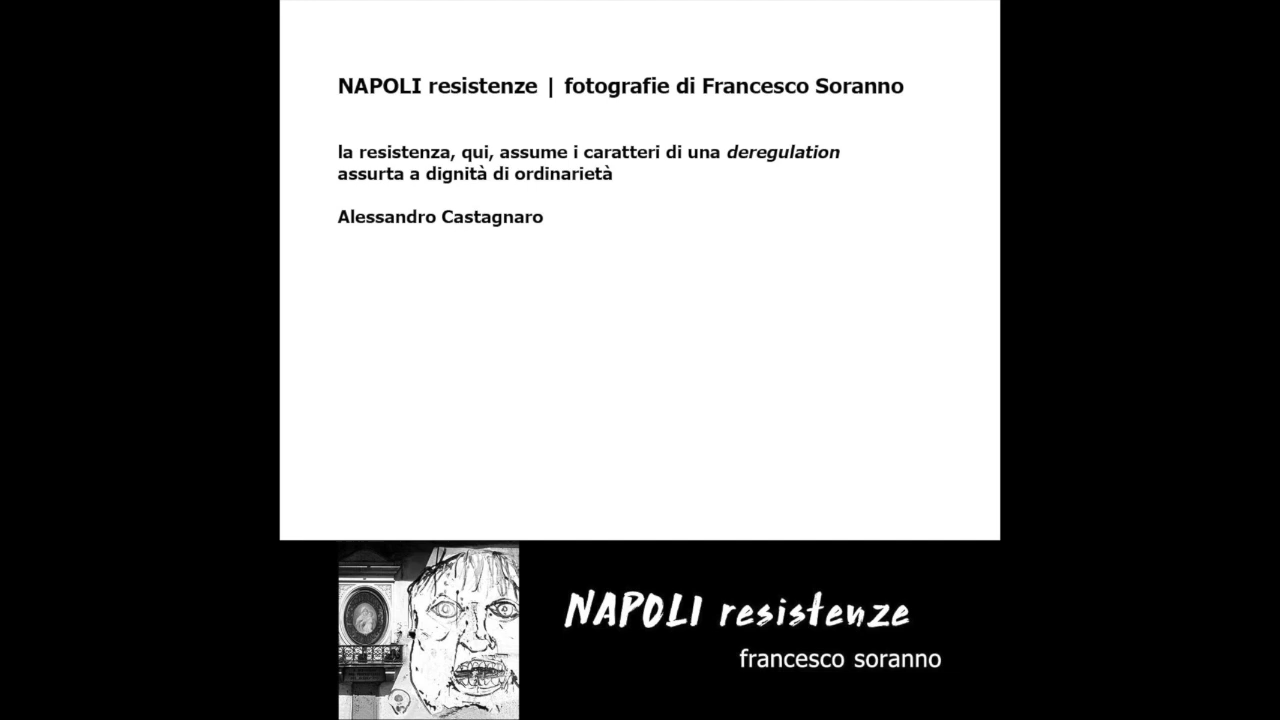 NAPOLI resistenze | fotografie di Francesco Soranno
la resistenza, qui, assume i caratteri di una deregulation
assurta a dignità di ordinarietà
Alessandro Castagnaro
NAPOLI resistenze
francesco soranno